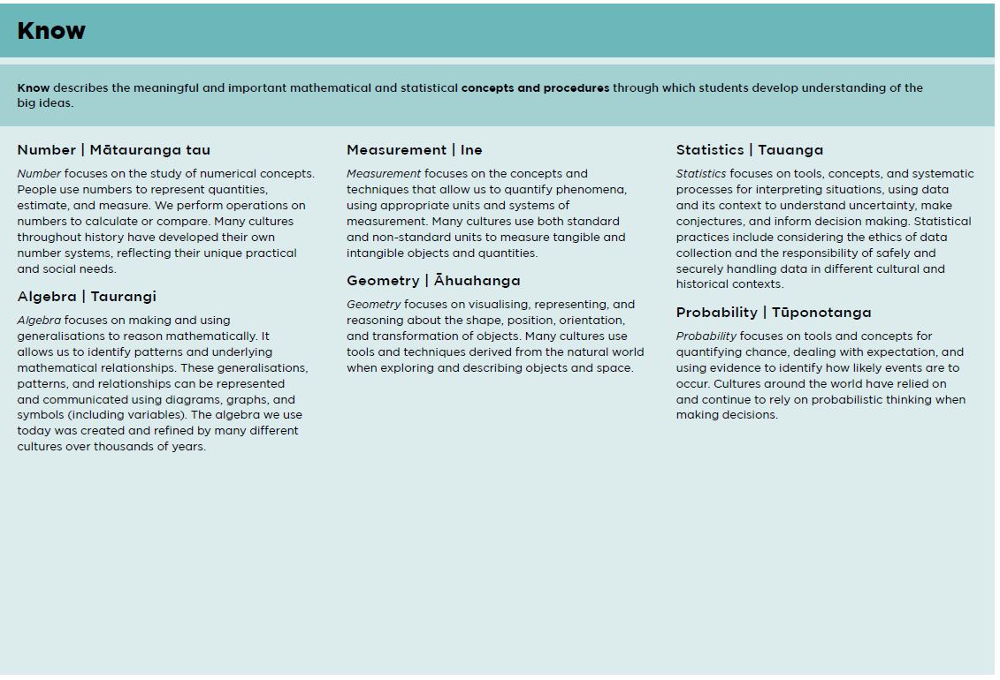 Know
Know describes the meaningful and important mathematical and statistical concepts and procedures through which students develop understanding of the
big ideas.
Number | Mātauranga tau
Number focuses on the study of numerical concepts.
People use numbers to represent quantities,
estimate, and measure. We perform operations on
numbers to calculate or compare. Many cultures
throughout history have developed their own
number systems, reflecting their unique practical
and social needs.
Algebra | Taurangi
Algebra focuses on making and using
generalisations to reason mathematically. It
allows us to identify patterns and underlying
mathematical relationships. These generalisations,
patterns, and relationships can be represented
and communicated using diagrams, graphs, and
symbols (including variables). The algebra we use
today was created and refined by many different
cultures over thousands of years.
Measurement | Ine
Measurement focuses on the concepts and
techniques that allow us to quantify phenomena,
using appropriate units and systems of
measurement. Many cultures use both standard
and non-standard units to measure tangible and
intangible objects and quantities.
Geometry | Āhuahanga
Geometry focuses on visualising, representing, and
reasoning about the shape, position, orientation,
and transformation of objects. Many cultures use
tools and techniques derived from the natural world
when exploring and describing objects and space.
Statistics | Tauanga
Statistics focuses on tools, concepts, and systematic
processes for interpreting situations, using data
and its context to understand uncertainty, make
conjectures, and inform decision making. Statistical
practices include considering the ethics of data
collection and the responsibility of safely and
securely handling data in different cultural and
historical contexts.
Probability | Tūponotanga
Probability focuses on tools and concepts for
quantifying chance, dealing with expectation, and
using evidence to identify how likely events are to
occur. Cultures around the world have relied on
and continue to rely on probabilistic thinking when
making decisions.